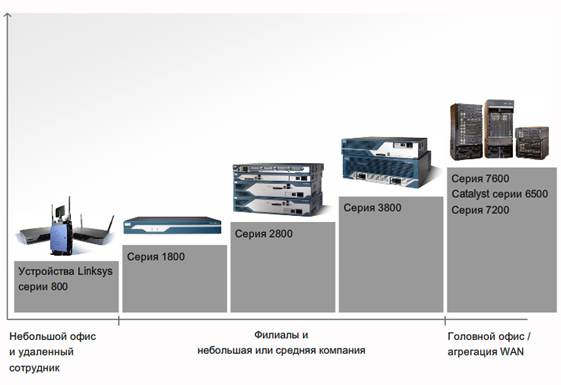 Устройства Linksys
серии 800
Серия 1800
Серия 2800
Серия 3800
Серия 7600
Catalyst серии 6500
Серия 7200
Небольшой офис
и удаленный
сотрудник
Филиалы и
небольшая или средняя компания
Головной офис /
агрегация WAN